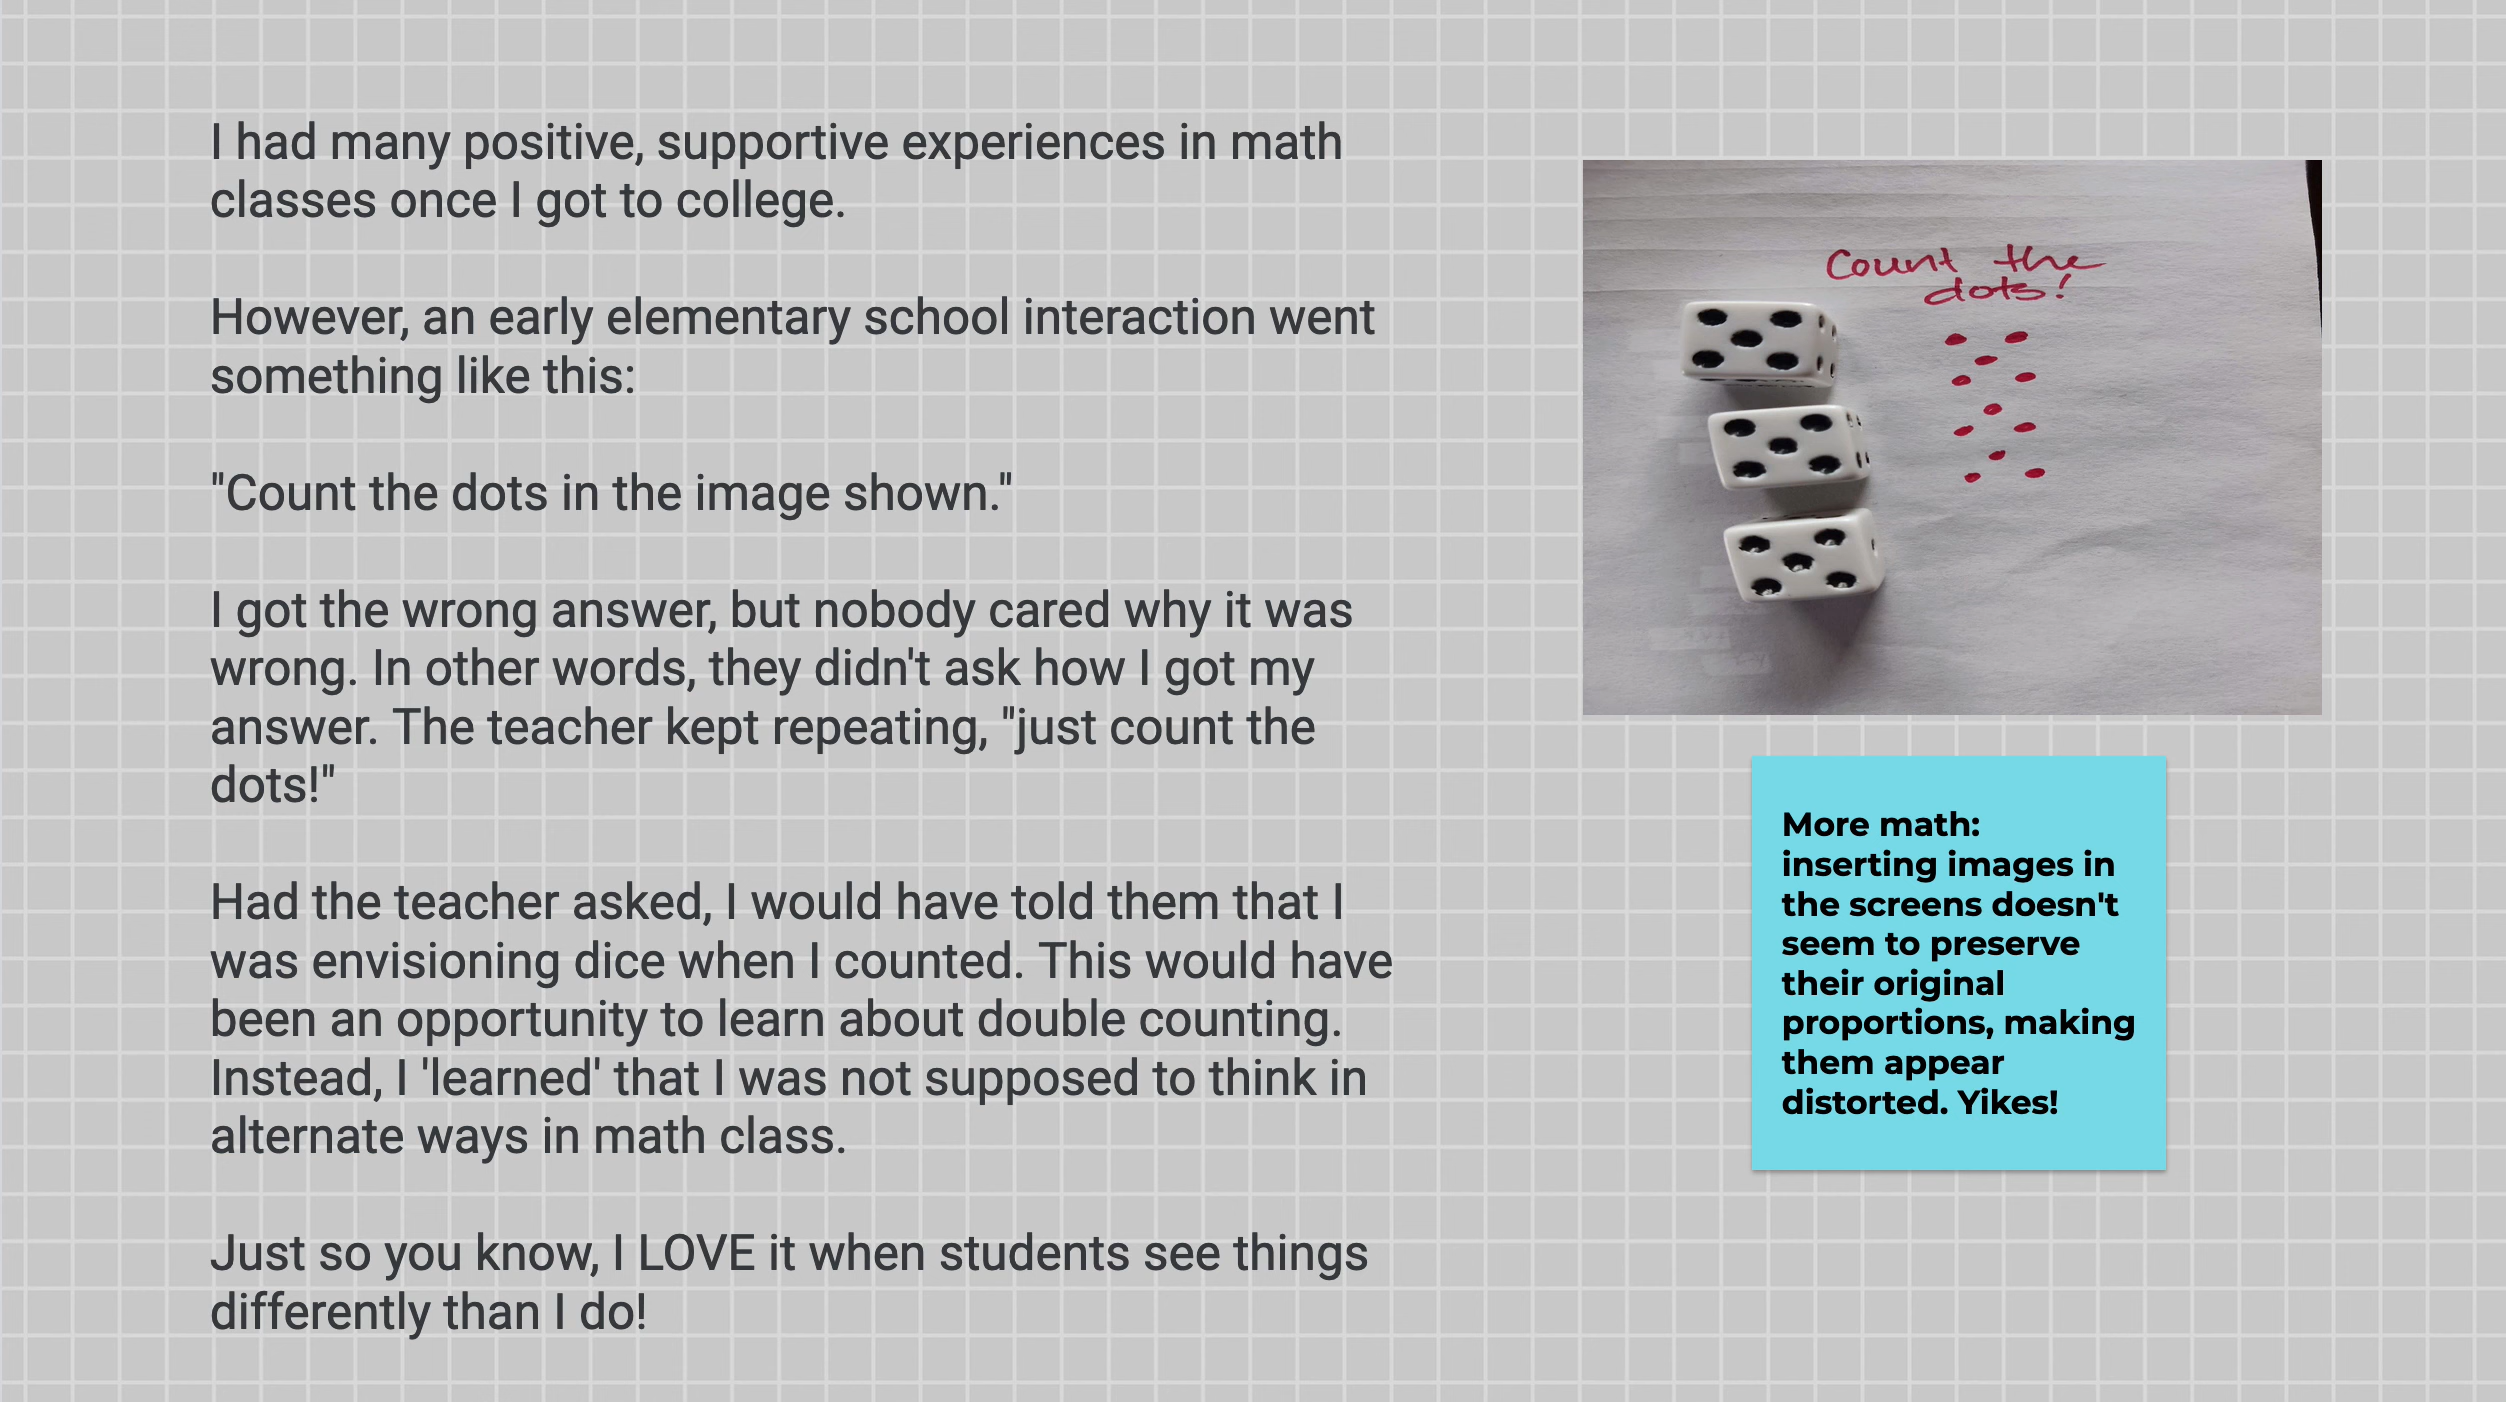 I had many positive, supportive experiences in math
classes once I got to college.
However, an early elementary school interaction went
something like this:
"Count the dots in the image shown."
I got the wrong answer, but nobody cared why it was
wrong. In other words, they didn't ask how I got my
answer. The teacher kept repeating, "just count the
dots!"
Had the teacher asked, I would have told them that I
was envisioning dice when I counted. This would have
been an opportunity to learn about double counting.
Instead, I 'learned' that I was not supposed to think in
alternate ways in math class.
Just so you know, I LOVE it when students see things
differently than I do!
Count the
dots!
More math:
inserting images in
the screens doesn't
seem to preserve
their original
proportions, making
them appear
distorted. Yikes!